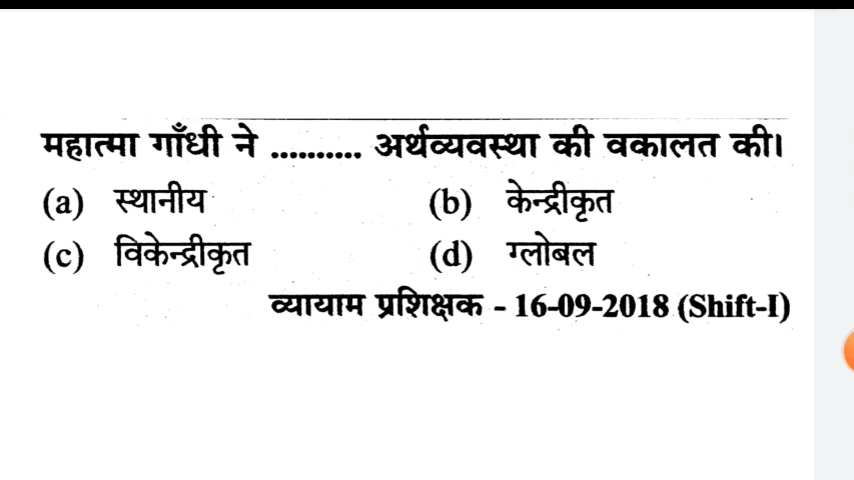 महात्मा गाँधी ने .......... अर्थव्यवस्था की वकालत की।
(a) स्थानीय (b) केन्द्रीकृत
(c) विकेन्द्रीकृत (d) ग्लोबल
व्यायाम प्रशिक्षक - 16-09-2018 (Shift-I)